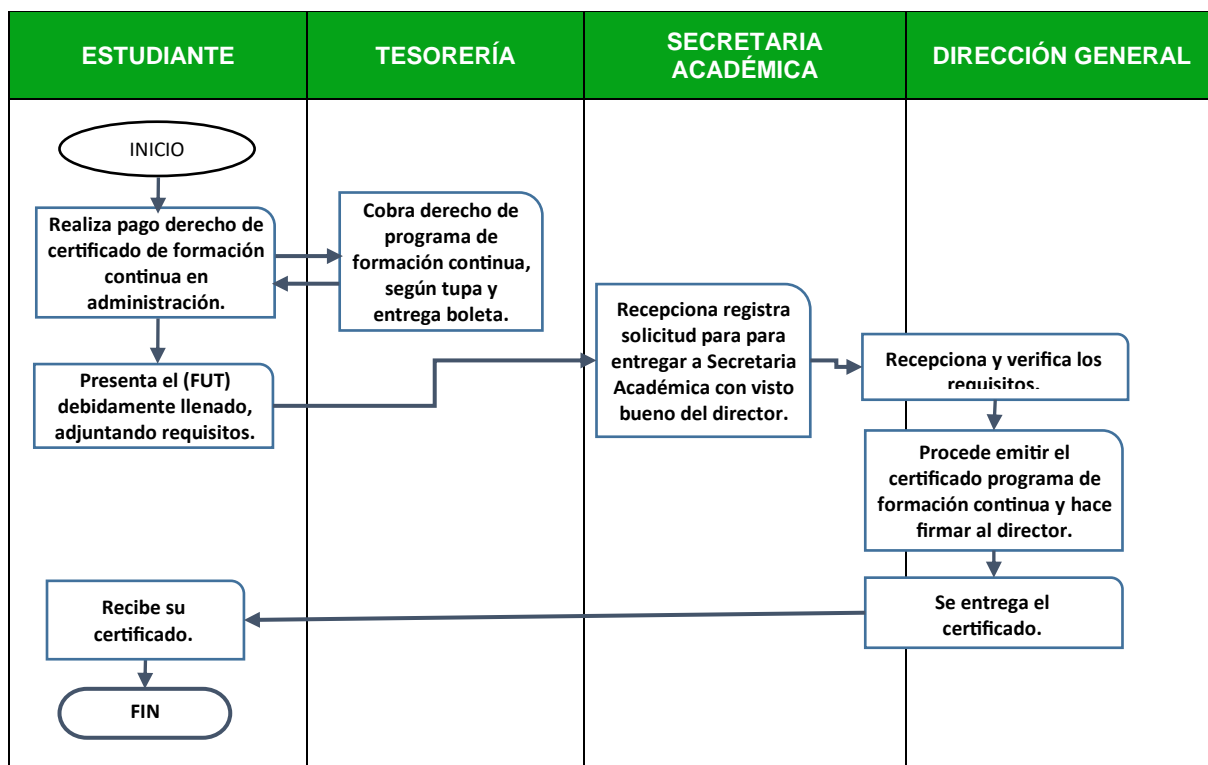 ESTUDIANTE
TESORERÍA
SECRETARIA
ACADÉMICA
DIRECCIÓN GENERAL
INICIO
Realiza pago derecho de
certificado de formación
continua en
administración.
Cobra derecho de
programa de
formación continua,
según tupa y
entrega boleta.
Presenta el (FUT)
debidamente llenado,
adjuntando requisitos.
Recepciona registra
solicitud para para
entregar a Secretaria
Académica con visto
bueno del director.
Recepciona y verifica los
requisitos.
Procede emitir el
certificado programa de
formación continua y hace
firmar al director.
Se entrega el
certificado.
Recibe su
certificado.
FIN